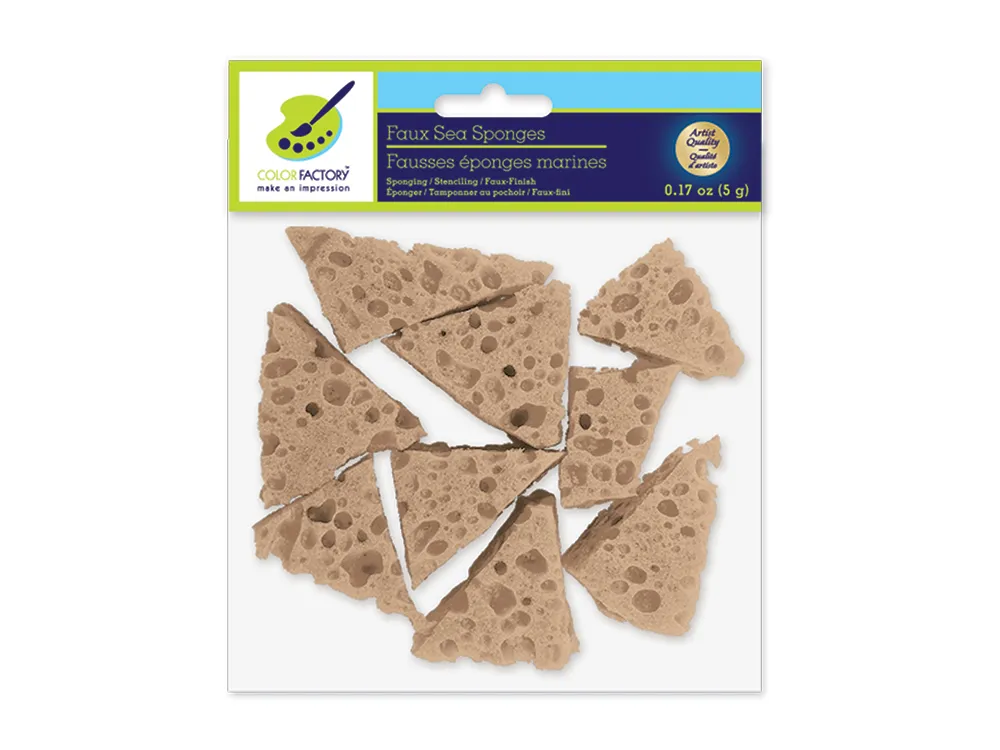 COLOR FACTORY™
make an impression
Faux Sea Sponges
Fausses éponges marines
Sponging / Stenciling / Faux-Finish
Éponger / Tamponner au pochoir / Faux-fini
Artist
Quality
Qualité
d'artiste
0.17 oz (5 g)